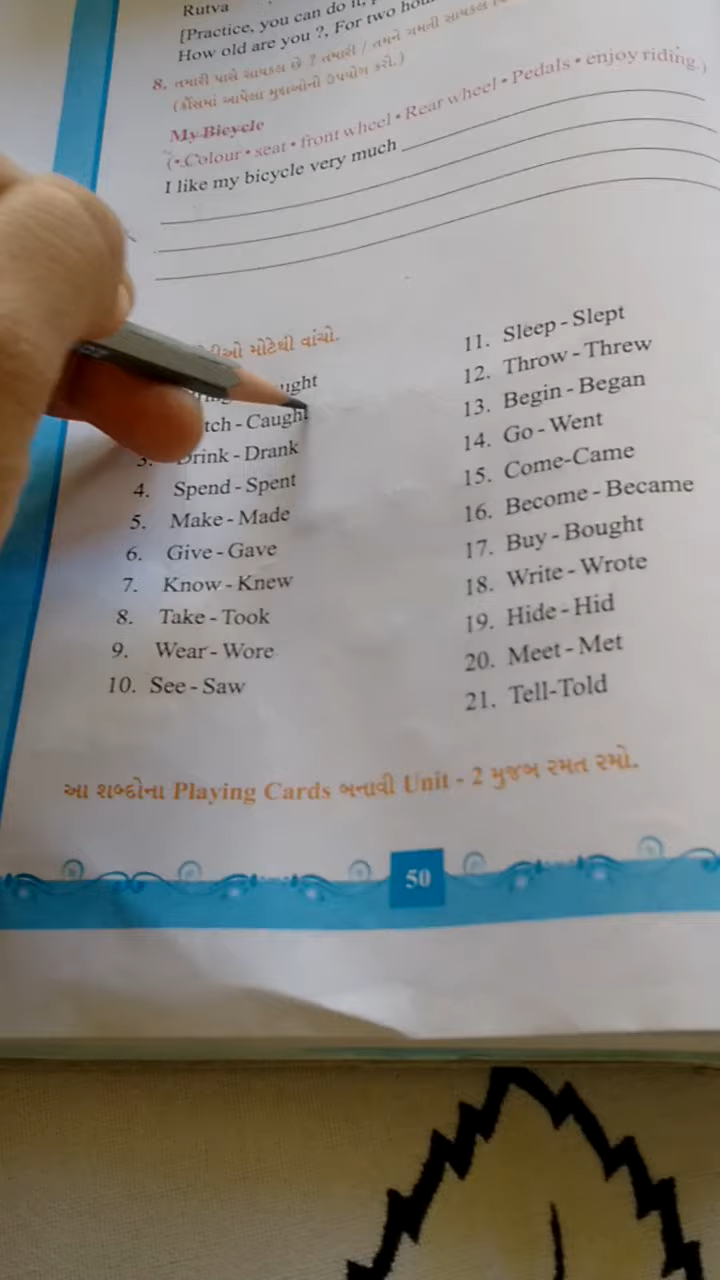 Rutva
[Practice, you can do it,
How old are you ?, For two
8. તમારી પાસે સાયકલ છે ? તમારી / તમને ગમતી સાયકલ
(કૌંસમાં આપેલા મુદ્દાઓનો ઉપયોગ કરો.)
My Bicycle
(• Colour • seat • front wheel • Rear wheel • Pedals • enjoy riding.)
I like my bicycle very much
મોટેથી વાંચો.
tch - Caught
3. Drink - Drank
4. Spend - Spent
5. Make - Made
6. Give - Gave
7. Know - Knew
8. Take - Took
9. Wear - Wore
10. See - Saw
11. Sleep - Slept
12. Throw - Threw
13. Begin - Began
14. Go - Went
15. Come-Came
16. Become - Became
17. Buy - Bought
18. Write - Wrote
19. Hide - Hid
20. Meet - Met
21. Tell-Told
આ શબ્દોના Playing Cards બનાવી Unit - 2 મુજબ રમત રમો.
50